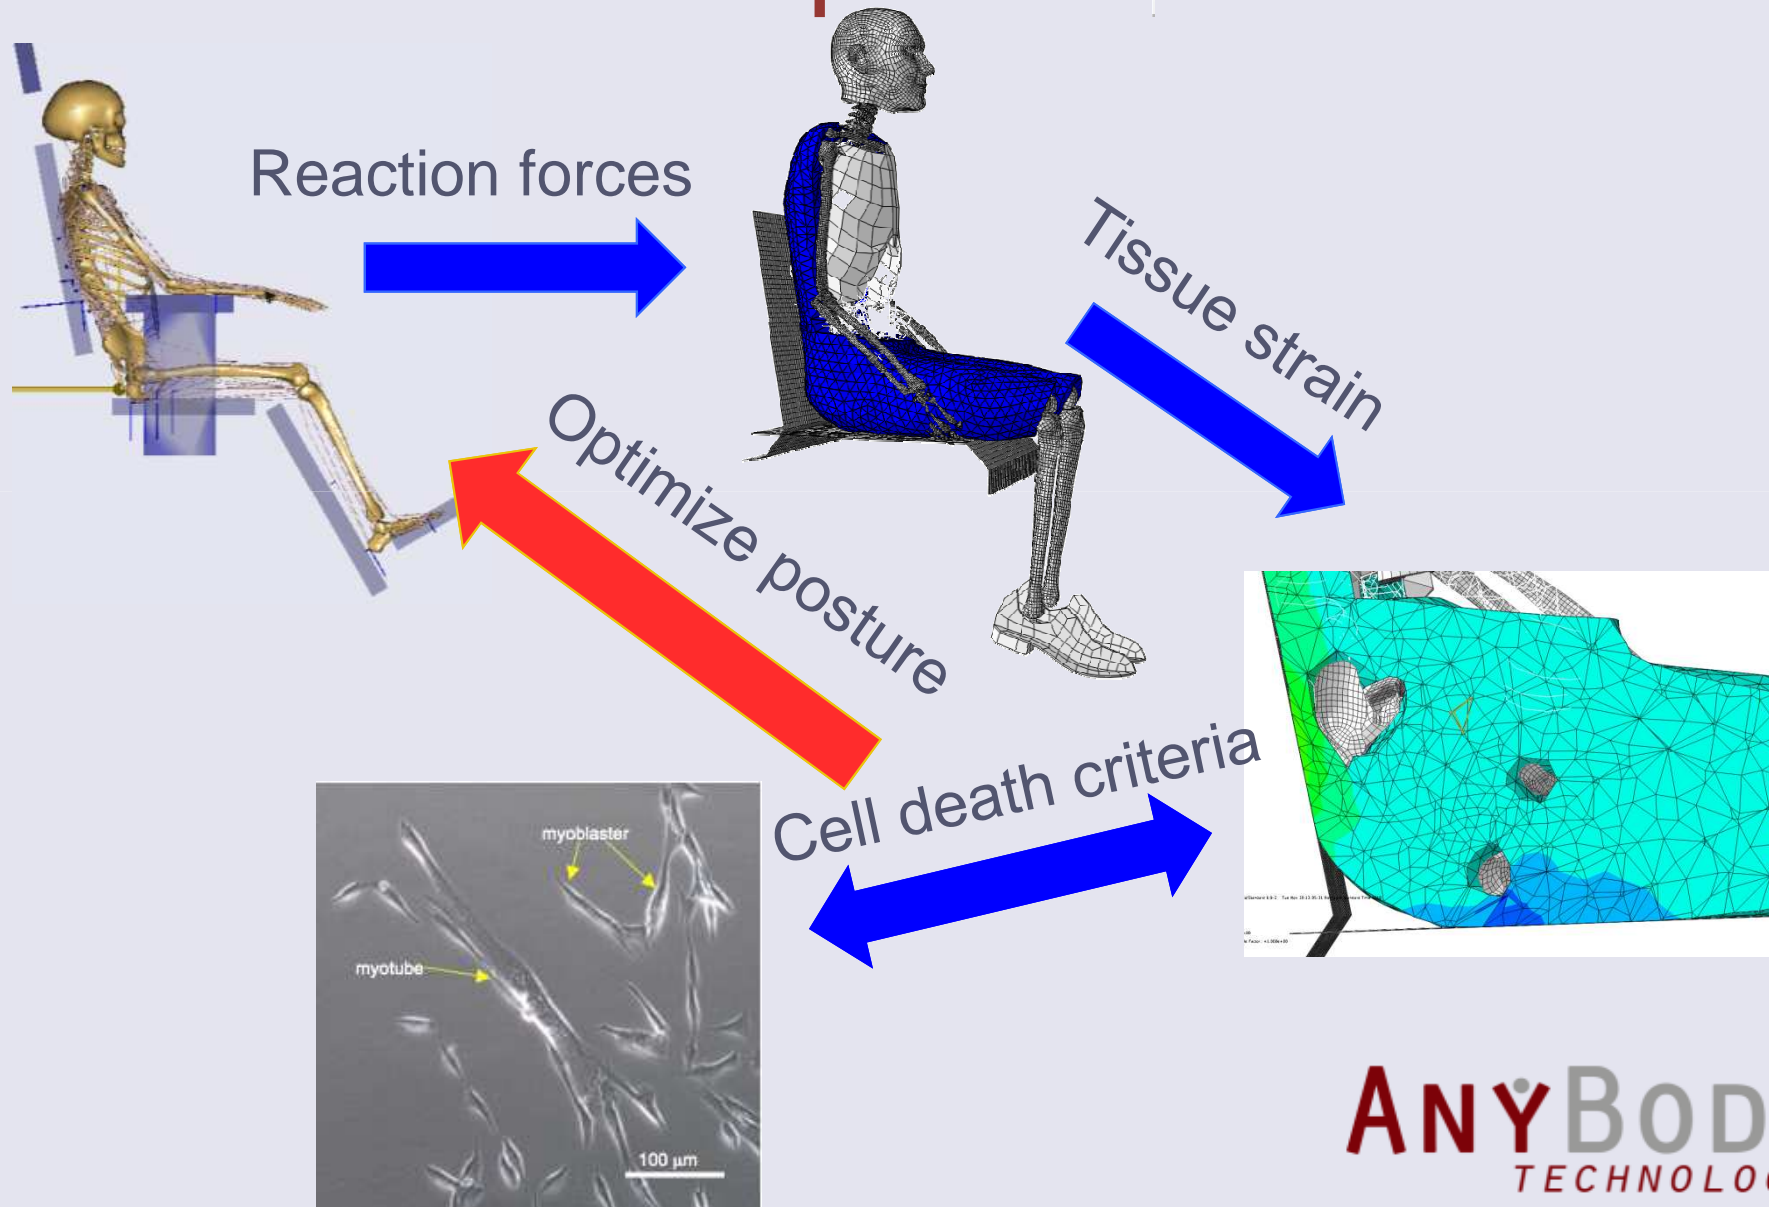 Reaction forces
Tissue strain
Optimize posture
Cell death criteria
myoblaster
myotube
100 µm
ANYBOD
TECHNOLO